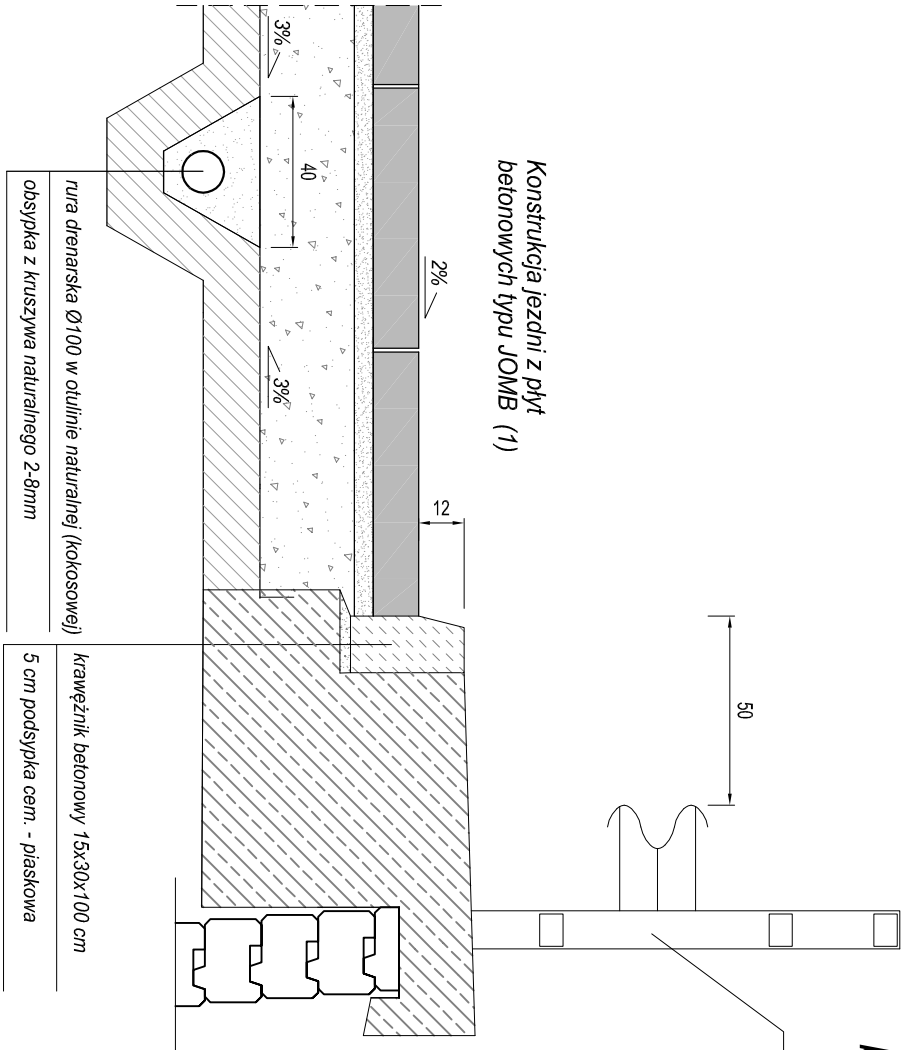 Konstrukcja jezdni z płyt
betonowych typu JOMB (1)
50
12
2%
3%
40
3%
rura drenarska Ø100 w otulinie naturalnej (kokosowej)
obsypka z kruszywa naturalnego 2-8mm
krawężnik betonowy 15x30x100 cm
5 cm podsypka cem. - piaskowa